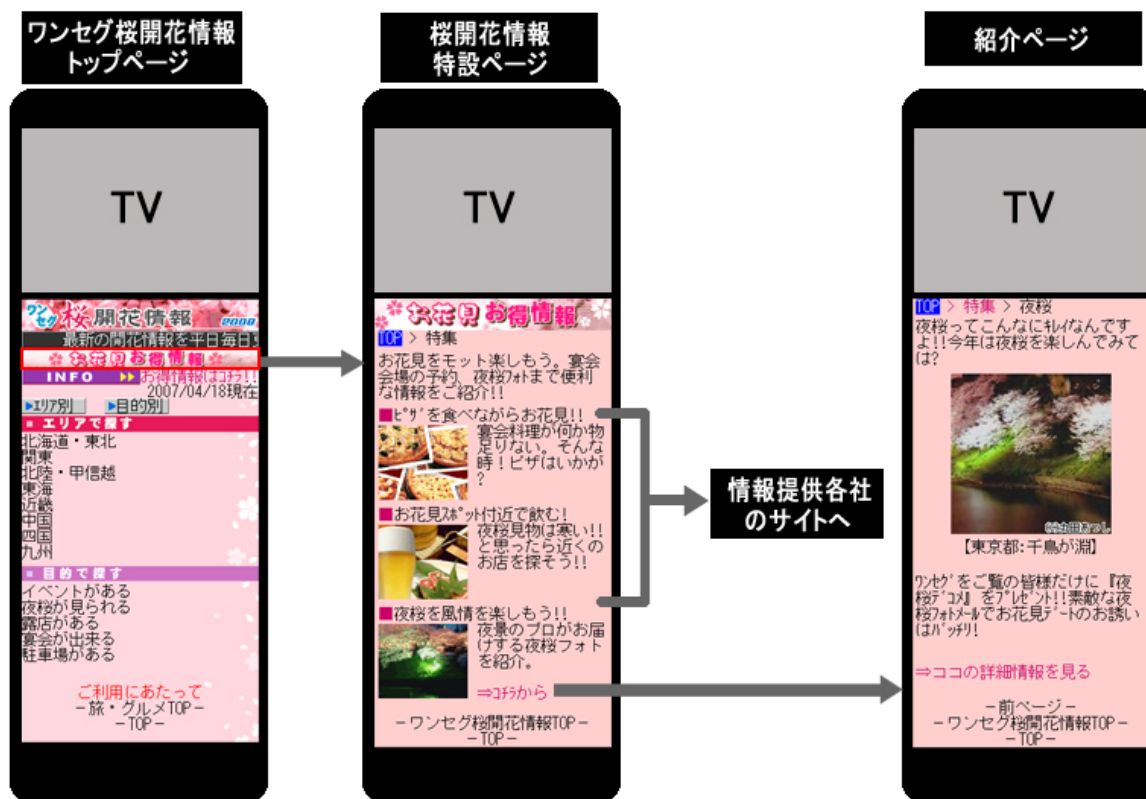 ワンセグ桜開花情報
トップページ
TV
ワンセグ桜開花情報 2008
最新の開花情報を平日毎日
お花見お得情報
INFO お得情報はｺﾁﾗ!!
2007/04/18現在
▶ｴﾘｱ別 ▶目的別
■ エリアで探す
北海道・東北
関東
北陸・甲信越
東海
近畿
中国
四国
九州
■ 目的で探す
イベントがある
夜桜が見られる
露店がある
宴会が出来る
駐車場がある
ご利用にあたって
－旅・グルメTOP－
－TOP－
桜開花情報
特設ページ
TV
お花見お得情報
TOP > 特集
お花見をモット楽しもう。宴会
会場の予約、夜桜ﾌｫﾄまで便利
な情報をご紹介!!
■ﾋﾟｻﾞを食べながらお花見!!
宴会料理が何か物
足りない。そんな
時！ピザはいかが
？
■お花見ｽﾎﾟｯﾄ付近で飲む!
夜桜見物は寒い!!
と思ったら近くの
お店を探そう!!
■夜桜を風情を楽しもう!!
夜景のプロがお届
けする夜桜フォト
を紹介。
⇒ｺﾁﾗから
－ワンセグ桜開花情報TOP－
－TOP－
情報提供各社
のサイトへ
紹介ページ
TV
TOP > 特集 > 夜桜
夜桜ってこんなにｷﾚｲなんです
よ!!今年は夜桜を楽しんでみて
は?
【東京都:千鳥が淵】
ﾜﾝｾｸﾞをご覧の皆様だけに『夜
桜ﾃﾞｺﾒ』をﾌﾟﾚｾﾞﾝﾄ!!素敵な夜
桜ﾌｫﾄﾒｰﾙでお花見ﾃﾞｰﾄのお誘い
はﾊﾞｯﾁﾘ!
⇒ココの詳細情報を見る
－前ページ－
－ワンセグ桜開花情報TOP－
－TOP－